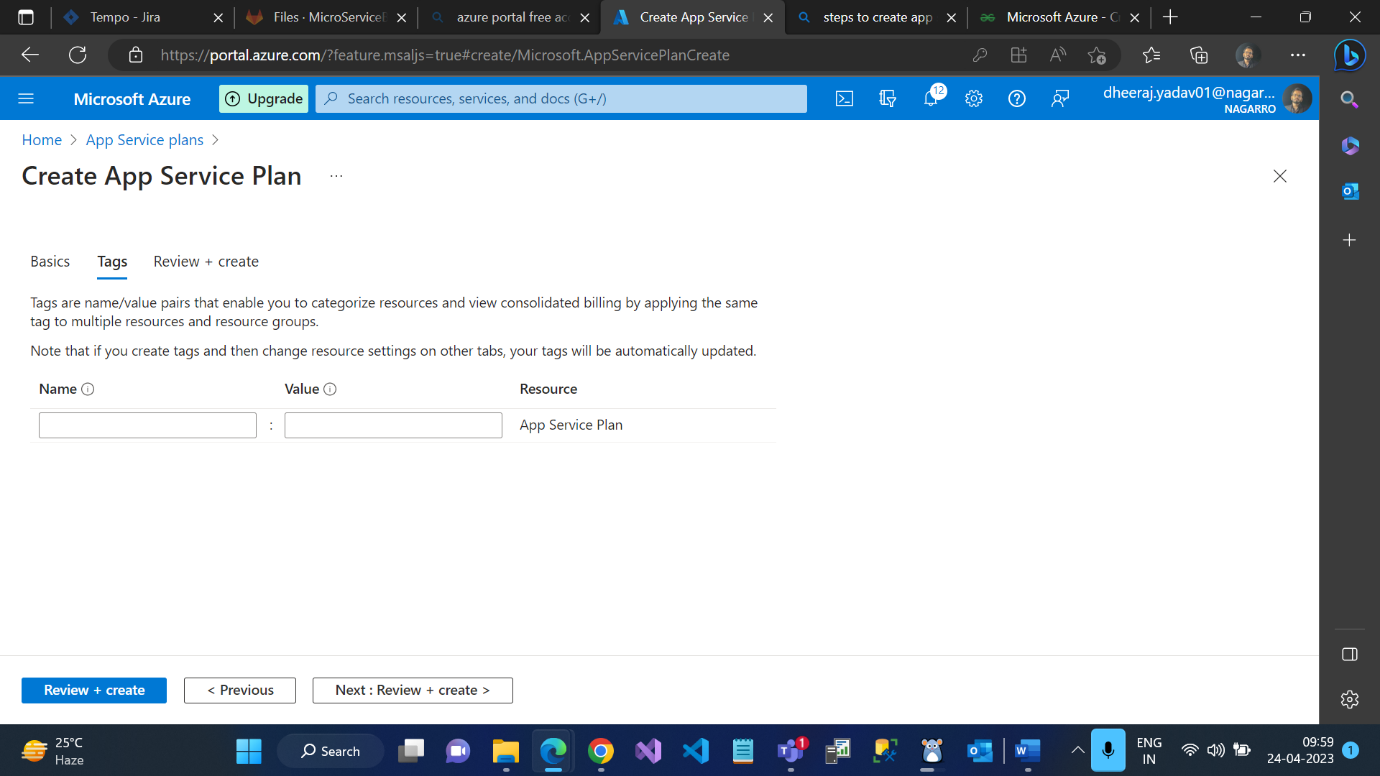 Tempo - Jira
Files · MicroServiceE
azure portal free acc
Create App Service
steps to create app
Microsoft Azure - C
https://portal.azure.com/?feature.msaljs=true#create/Microsoft.AppServicePlanCreate
Microsoft Azure
Upgrade
Search resources, services, and docs (G+/)
12
dheeraj.yadav01@nagar...
NAGARRO
Home > App Service plans >
Create App Service Plan ...
Basics Tags Review + create
Tags are name/value pairs that enable you to categorize resources and view consolidated billing by applying the same
tag to multiple resources and resource groups.
Note that if you create tags and then change resource settings on other tabs, your tags will be automatically updated.
Name Value Resource
: App Service Plan
Review + create
< Previous
Next : Review + create >
25°C
Haze
Search
1
ENG
IN
09:59
24-04-2023
1